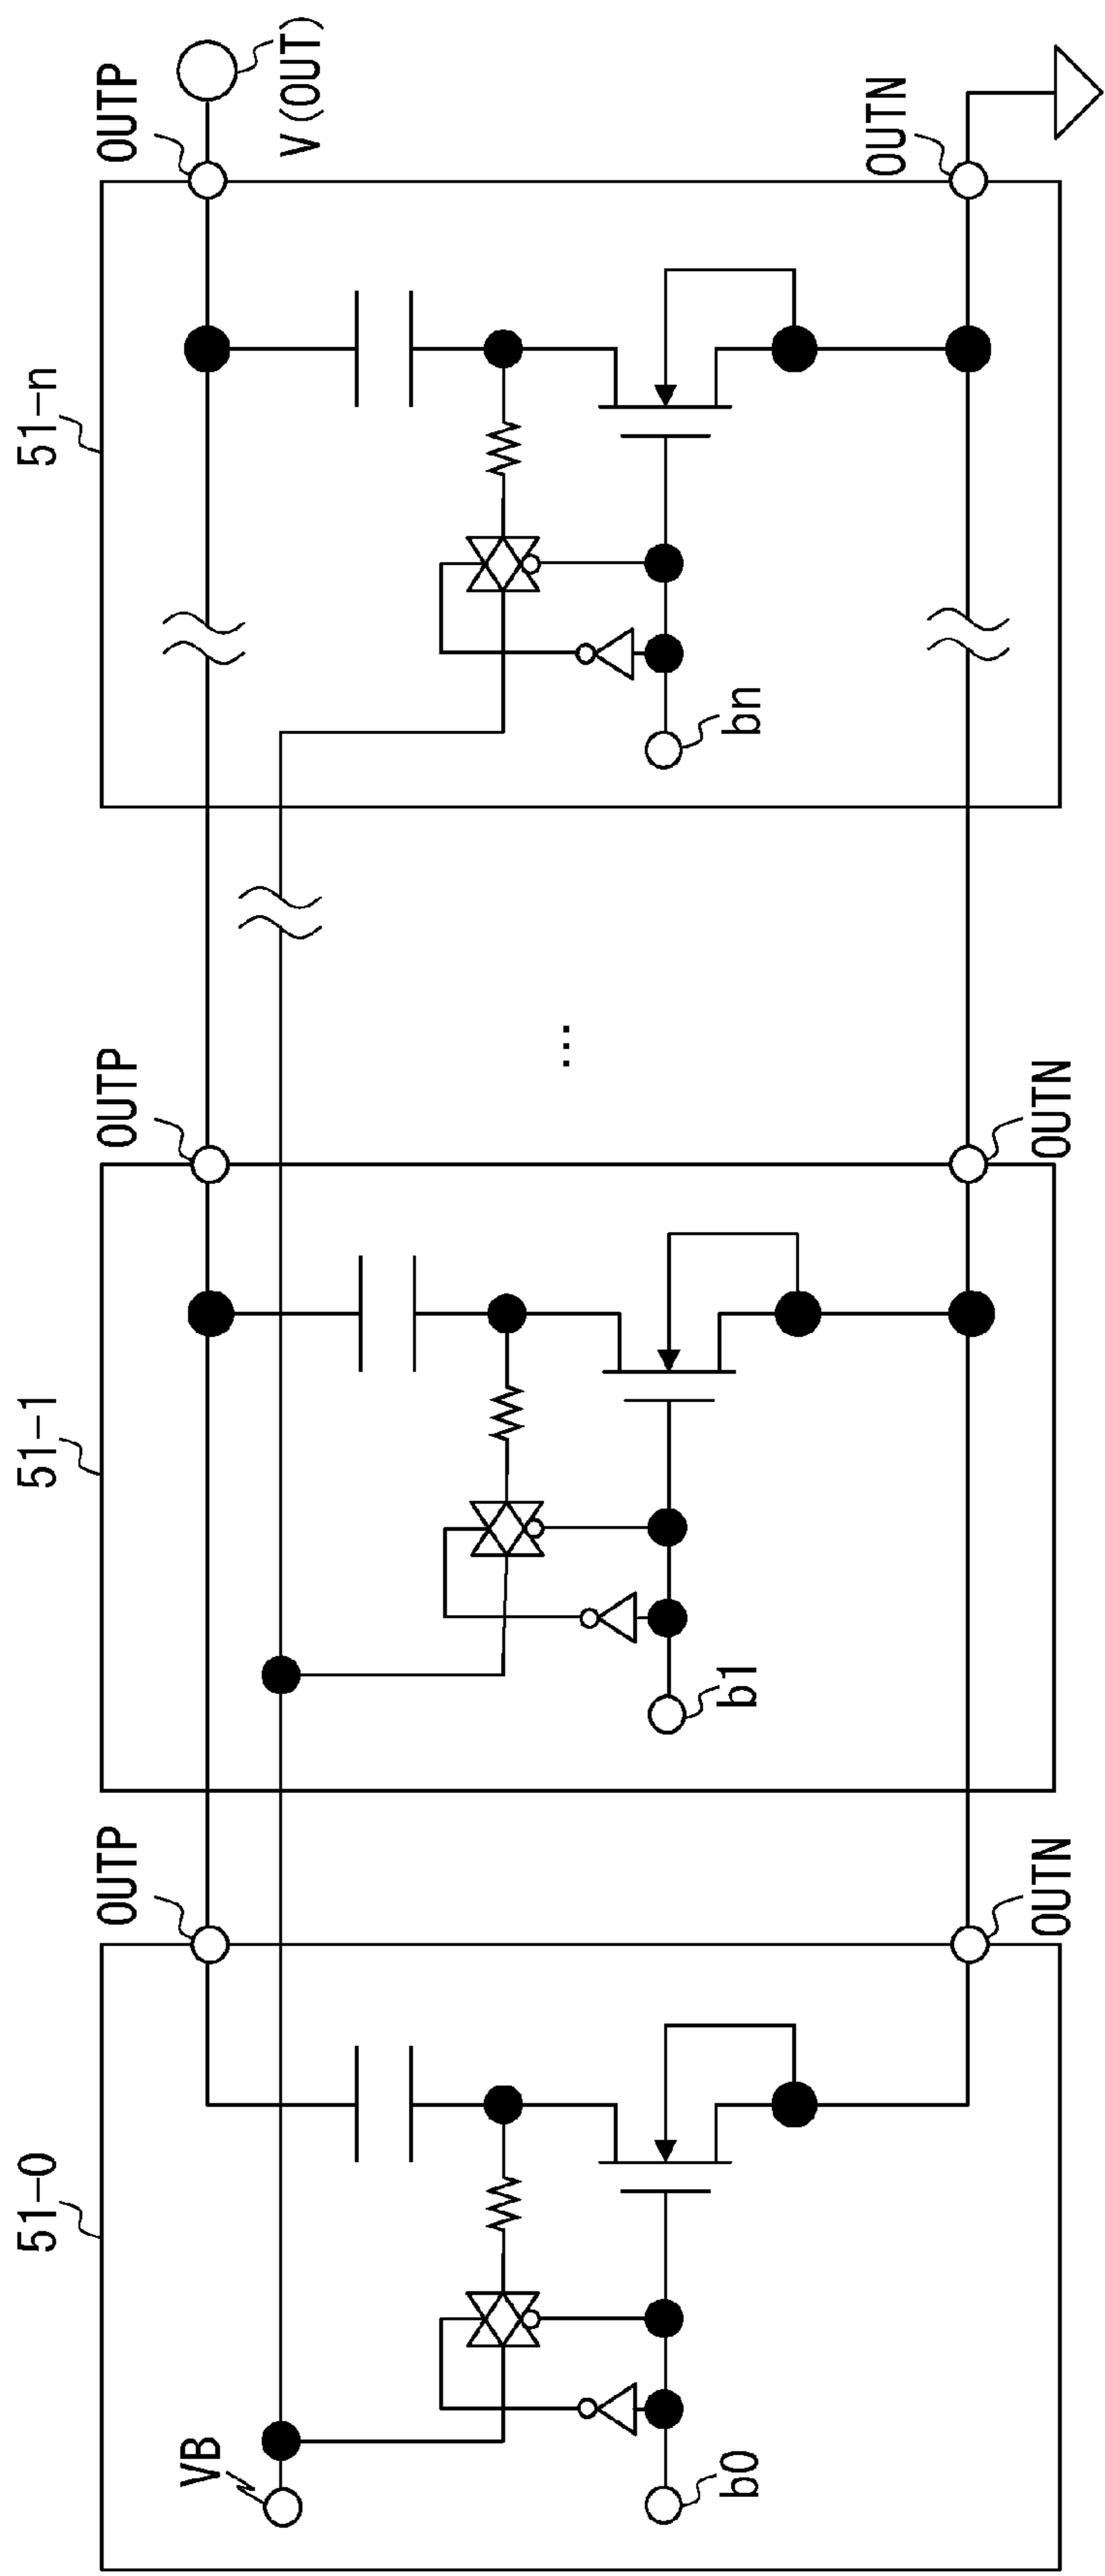 51-0
VB
b0
OUTP
OUTN
51-1
b1
OUTP
OUTN
...
51-n
bn
OUTP
V (OUT)
OUTN